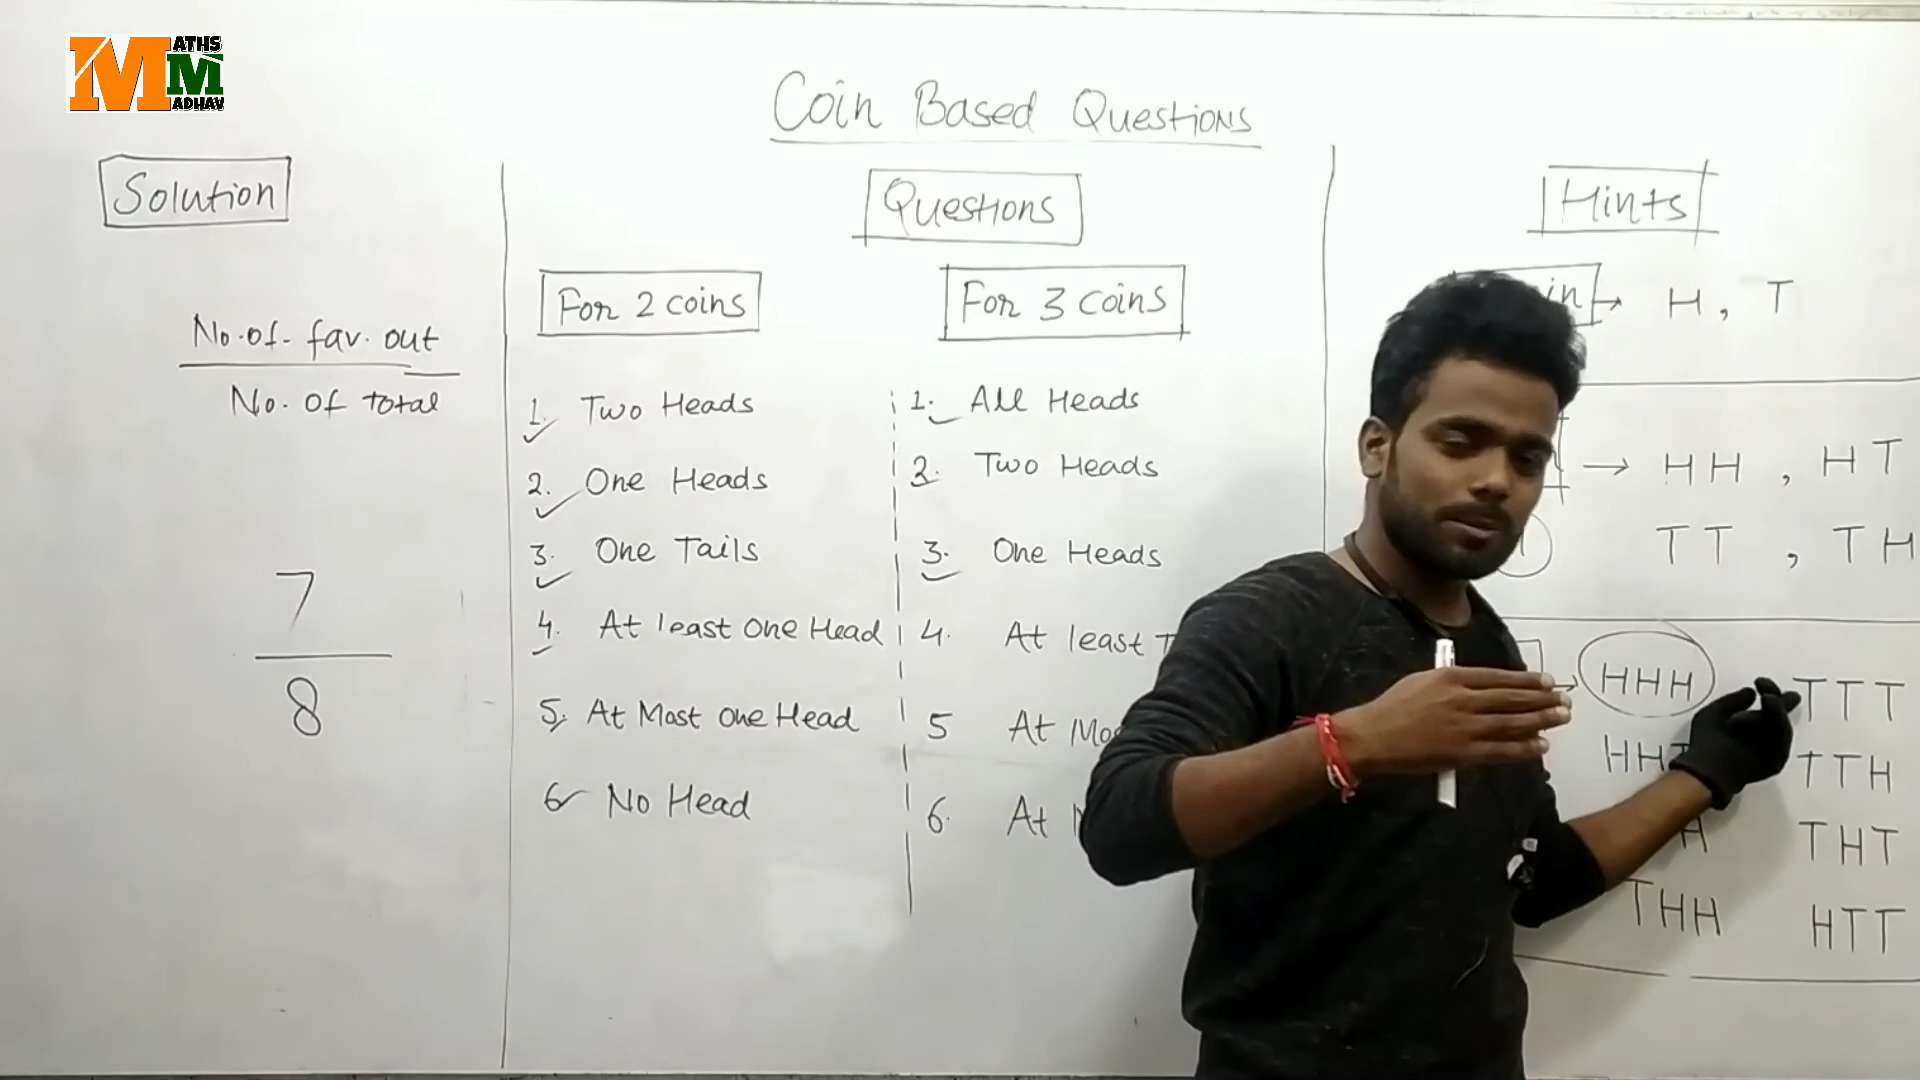 MATHS
MADHAV
Coin Based Questions
Solution
No. of. fav. out
No. of total
7
8
Questions
For 2 coins
1. Two Heads
2. One Heads
3. One Tails
4. At least One Head
5. At Most One Head
6 No Head
For 3 coins
1. All Heads
2. Two Heads
3. One Heads
4. At least
5 At
6. At
Hints
H, T
HH , HT
TT , TH
HHH TTT
TTH
THT
THH HTT